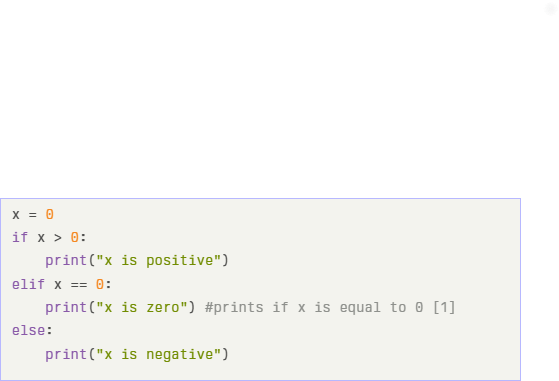 x = 0
if x > 0:
    print("x is positive")
elif x == 0:
    print("x is zero") #prints if x is equal to 0 [1]
else:
    print("x is negative")